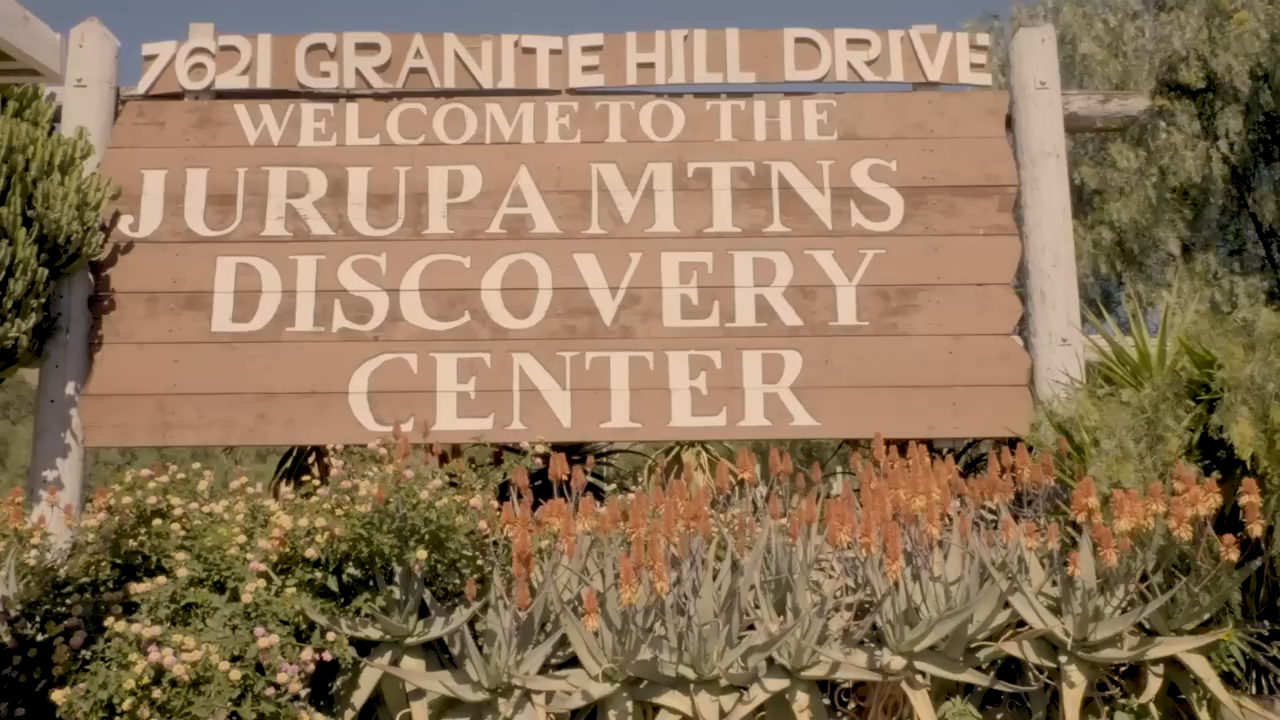 7621 GRANITE HILL DRIVE
WELCOME TO THE
JURUPA MTNS
DISCOVERY
CENTER